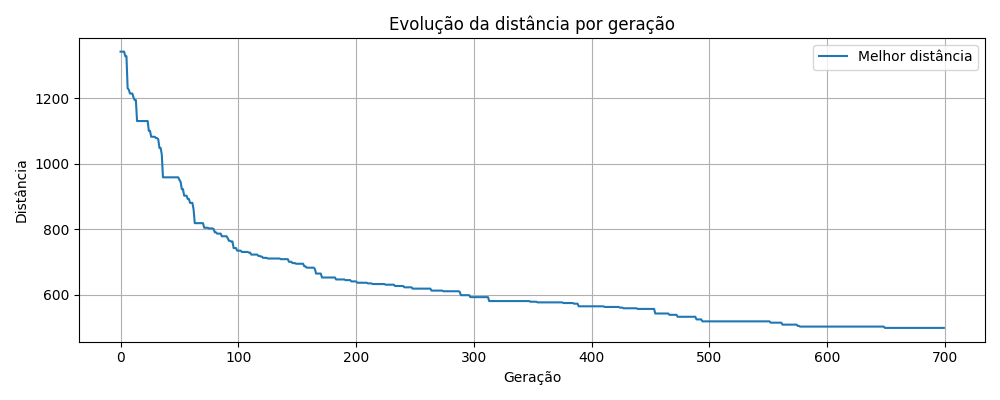 Evolução da distância por geração
Melhor distância
Distância
1200
1000
800
600
0 100 200 300 400 500 600 700
Geração